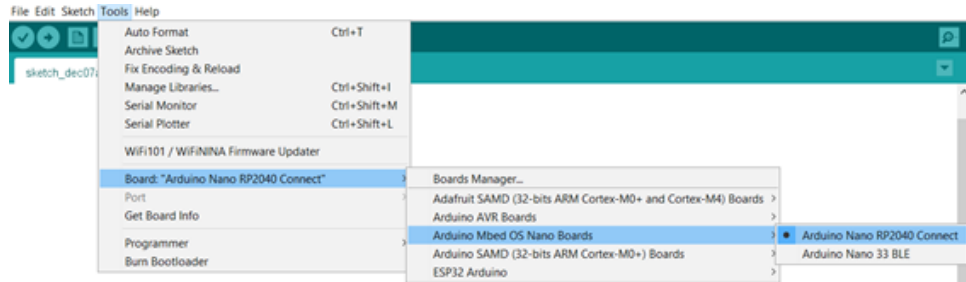 File Edit Sketch Tools Help
Auto Format Ctrl+T
Archive Sketch
Fix Encoding & Reload
sketch_dec07a
Manage Libraries... Ctrl+Shift+I
Serial Monitor Ctrl+Shift+M
Serial Plotter Ctrl+Shift+L
WiFi101 / WiFiNINA Firmware Updater
Board: "Arduino Nano RP2040 Connect"
Port
Get Board Info
Programmer
Burn Bootloader
Boards Manager...
Adafruit SAMD (32-bits ARM Cortex-M0+ and Cortex-M4) Boards
Arduino AVR Boards
Arduino Mbed OS Nano Boards
Arduino SAMD (32-bits ARM Cortex-M0+) Boards
ESP32 Arduino
Arduino Nano RP2040 Connect
Arduino Nano 33 BLE